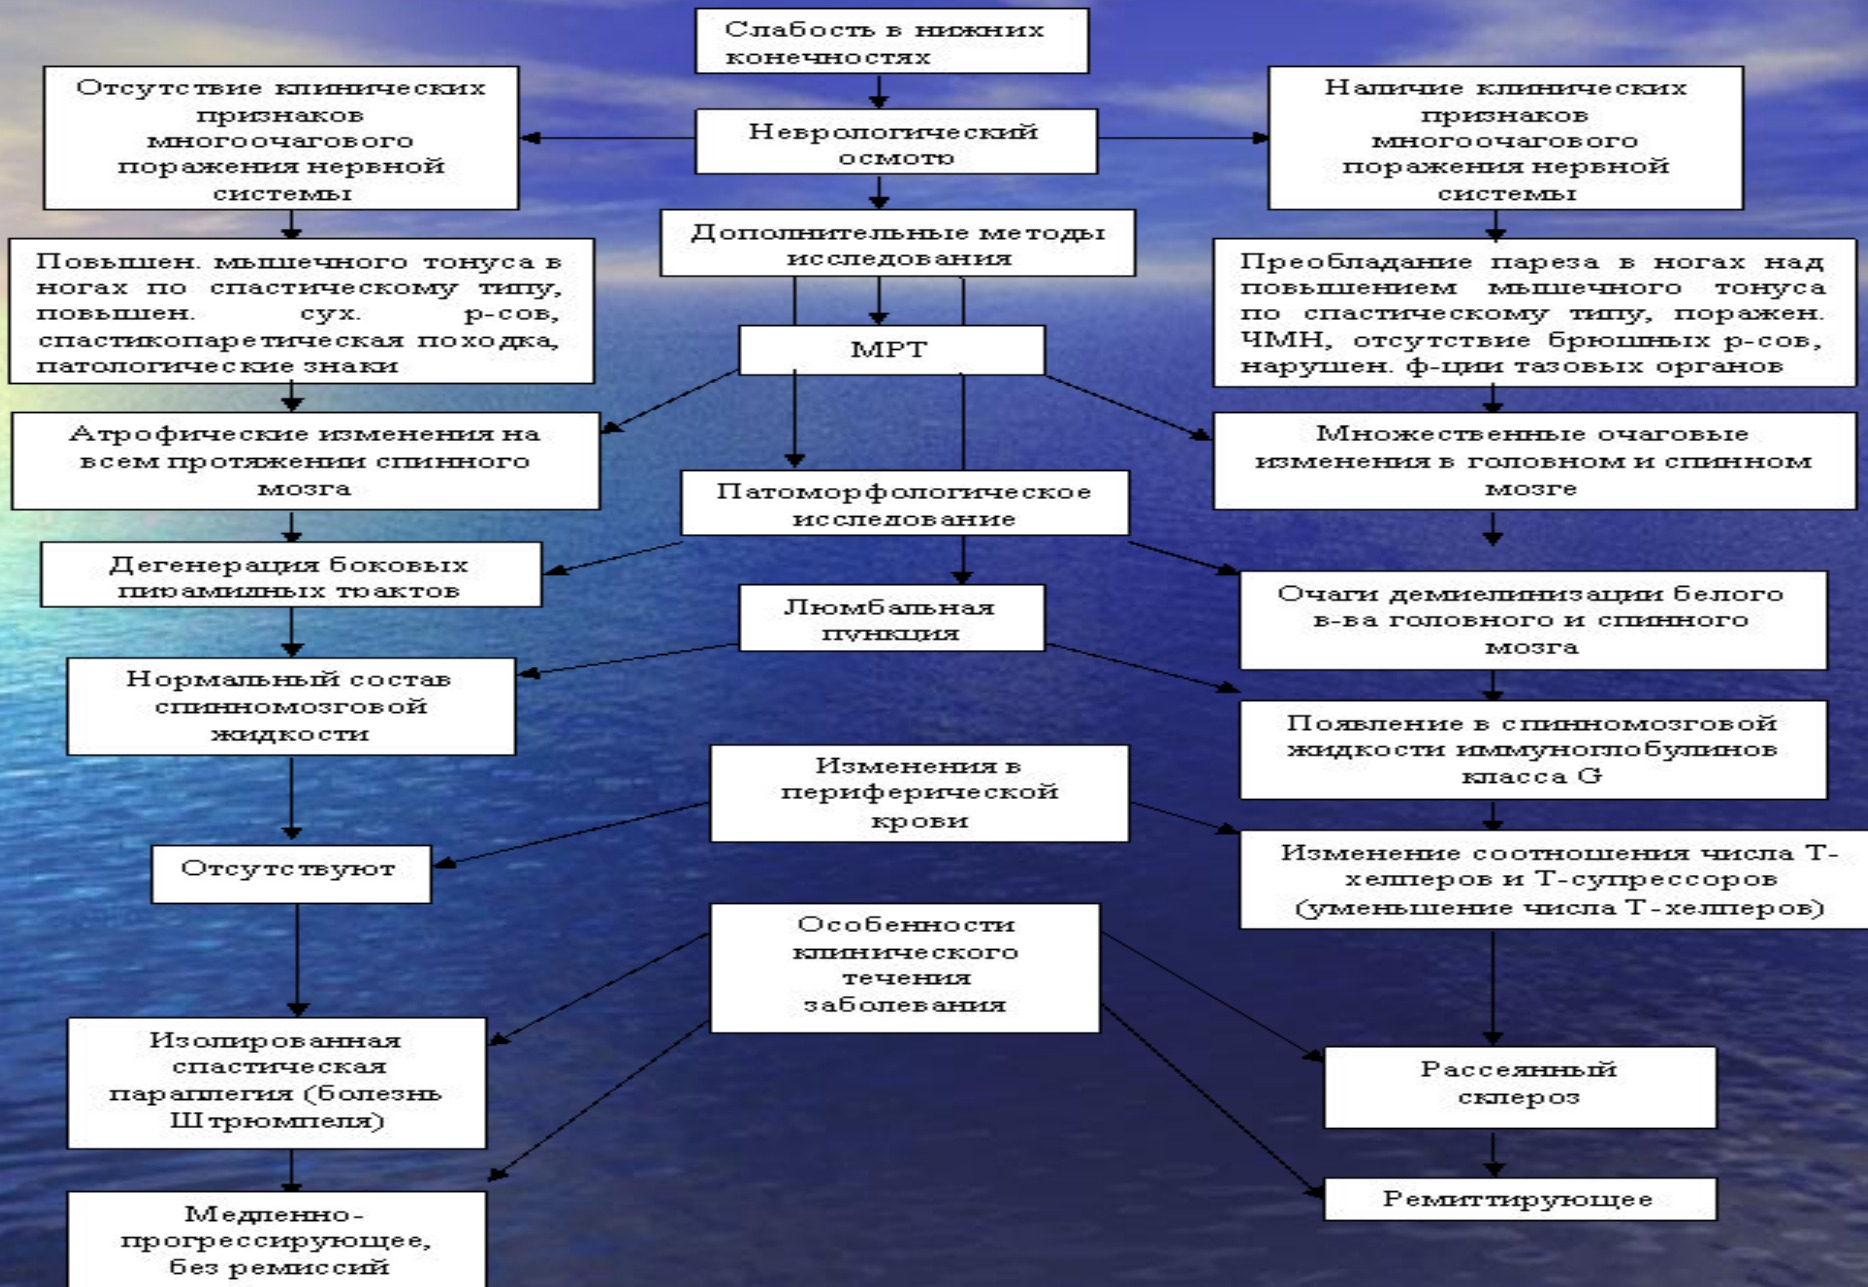 Слабость в нижних
конечностях
Отсутствие клинических
признаков
многоочагового
поражения нервной
системы
Неврологический
осмотр
Наличие клинических
признаков
многоочагового
поражения нервной
системы
Дополнительные методы
исследования
Повышен. мышечного тонуса в
ногах по спастическому типу,
повышен. сух. р-сов,
спастикопаретическая походка,
патологические знаки
МРТ
Преобладание пареза в ногах над
повышением мышечного тонуса
по спастическому типу, поражен.
ЧМН, отсутствие брюшных р-сов,
нарушен. ф-ции тазовых органов
Атрофические изменения на
всем протяжении спинного
мозга
Патоморфологическое
исследование
Множественные очаговые
изменения в головном и спинном
мозге
Дегенерация боковых
пирамидных трактов
Люмбальная
пункция
Очаги демиелинизации белого
в-ва головного и спинного
мозга
Нормальный состав
спинномозговой
жидкости
Появление в спинномозговой
жидкости иммуноглобулинов
класса G
Изменения в
периферической
крови
Отсутствуют
Изменение соотношения числа Т-
хелперов и Т-супрессоров
(уменьшение числа Т-хелперов)
Особенности
клинического
течения
заболевания
Изолированная
спастическая
параплегия (болезнь
Штрюмпеля)
Рассеянный
склероз
Медленно-
прогрессирующее,
без ремиссий
Ремиттирующее